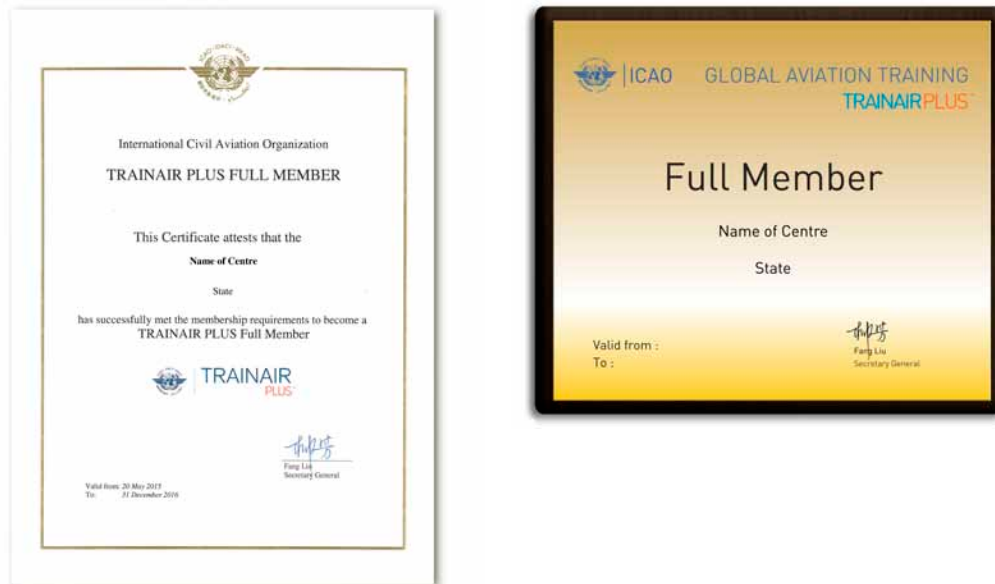 International Civil Aviation Organization
TRAINAIR PLUS FULL MEMBER
This Certificate attests that the
Name of Centre
State
has successfully met the membership requirements to become a
TRAINAIR PLUS Full Member
TRAINAIR
PLUS
Fang Liu
Secretary General
Valid from: 20 May 2015
To: 31 December 2016
ICAO GLOBAL AVIATION TRAINING
TRAINAIR PLUS
Full Member
Name of Centre
State
Valid from :
To :
Fang Liu
Secretary General